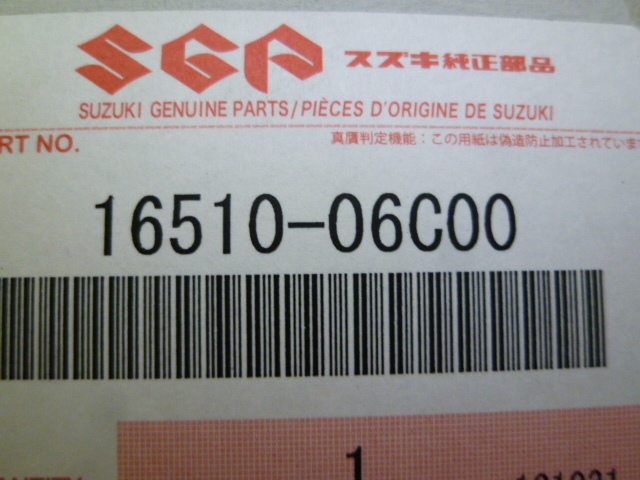 SGP スズキ純正部品
SUZUKI GENUINE PARTS/PIÈCES D'ORIGINE DE SUZUKI
ART NO.
真贋判定機能：この用紙は偽造防止加工されていま
16510-06C00
1